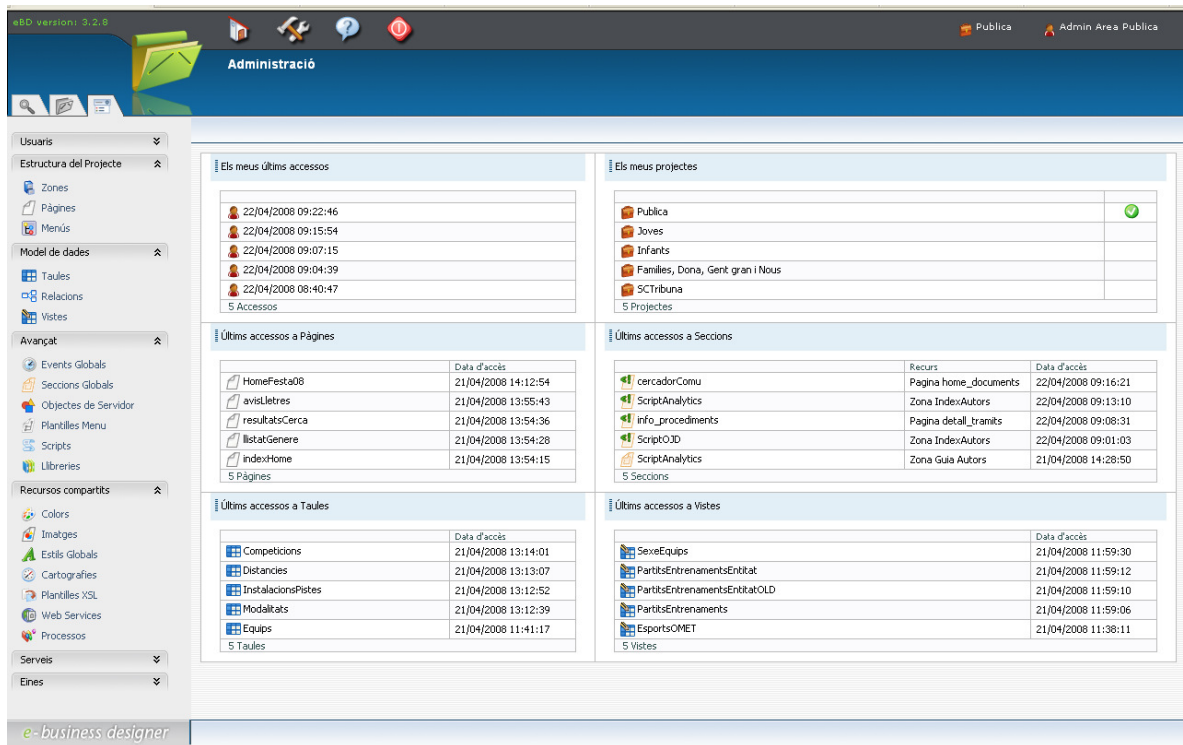 eBD version: 3.2.8
Publica
Admin Area Publica
Administració
Usuaris
Estructura del Projecte
Zones
Pàgines
Menús
Model de dades
Taules
Relacions
Vistes
Avançat
Events Globals
Seccions Globals
Objectes de Servidor
Plantilles Menu
Scripts
Llibreries
Recursos compartits
Colors
Imatges
Estils Globals
Cartografies
Plantilles XSL
Web Services
Processos
Serveis
Eines
e-business designer
Els meus últims accessos
22/04/2008 09:22:46
22/04/2008 09:15:54
22/04/2008 09:07:15
22/04/2008 09:04:39
22/04/2008 08:40:47
5 Accessos
Els meus projectes
Publica
Joves
Infants
Families, Dona, Gent gran i Nous
SCTribuna
5 Projectes
Últims accessos a Pàgines
Data d'accès
HomeFesta08 21/04/2008 14:12:54
avisLletres 21/04/2008 13:55:43
resultatsCerca 21/04/2008 13:54:36
llistatGenere 21/04/2008 13:54:28
indexHome 21/04/2008 13:54:15
5 Pàgines
Últims accessos a Seccions
Recurs Data d'accès
cercadorComu Pagina home_documents 22/04/2008 09:16:21
ScriptAnalytics Zona IndexAutors 22/04/2008 09:13:10
info_procediments Pagina detall_tramits 22/04/2008 09:08:31
ScriptOJD Zona IndexAutors 22/04/2008 09:01:03
ScriptAnalytics Zona Guia Autors 21/04/2008 14:28:50
5 Seccions
Últims accessos a Taules
Data d'accès
Competicions 21/04/2008 13:14:01
Distancies 21/04/2008 13:13:07
InstalacionsPistes 21/04/2008 13:12:52
Modalitats 21/04/2008 13:12:39
Equips 21/04/2008 11:41:17
5 Taules
Últims accessos a Vistes
Data d'accès
SexeEquips 21/04/2008 11:59:30
PartitsEntrenamentsEntitat 21/04/2008 11:59:12
PartitsEntrenamentsEntitatOLD 21/04/2008 11:59:10
PartitsEntrenaments 21/04/2008 11:59:06
EsportsOMET 21/04/2008 11:38:11
5 Vistes